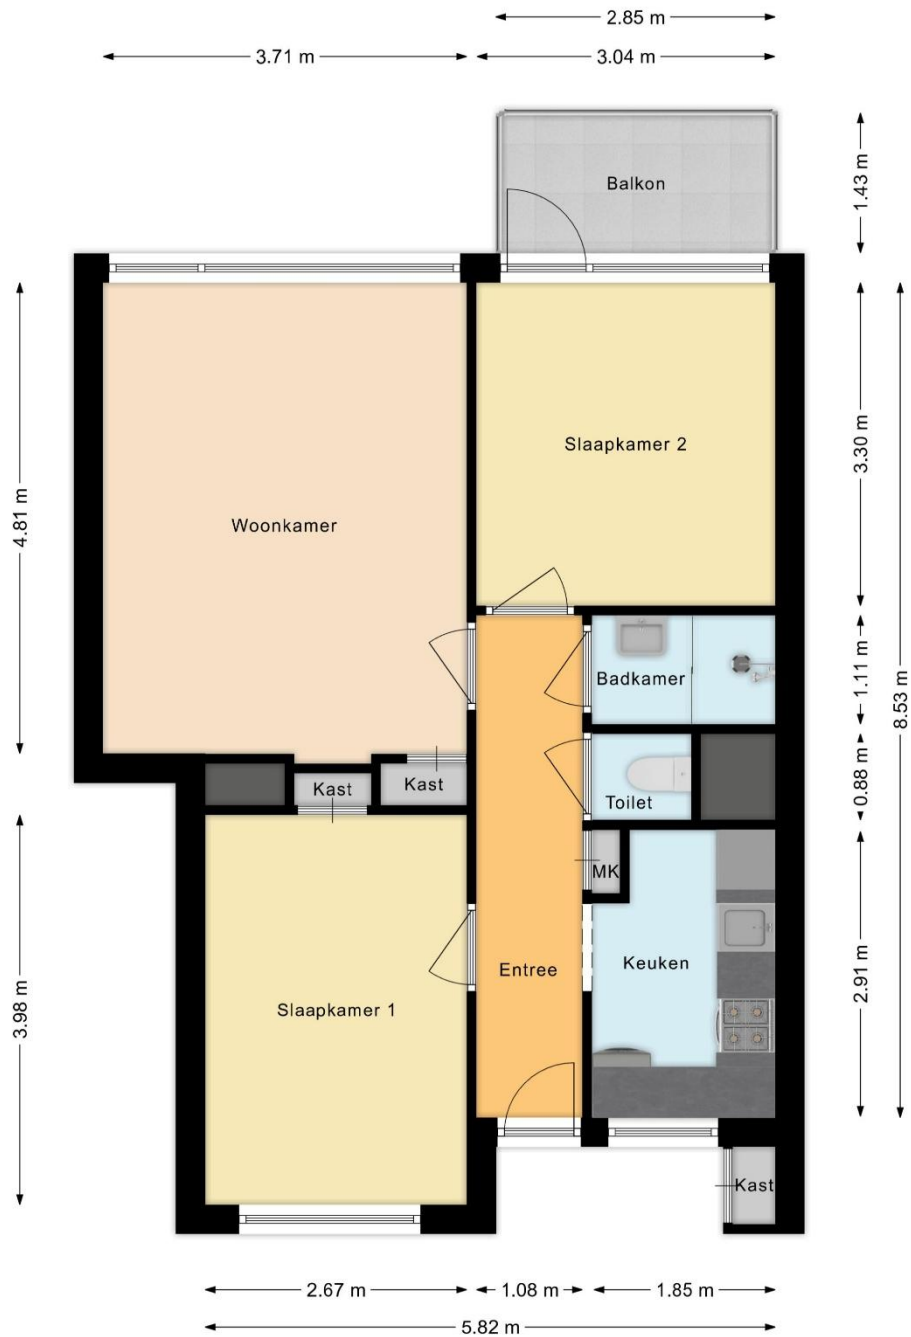 2.85 m
3.71 m
3.04 m
Balkon
1.43 m
Slaapkamer 2
3.30 m
Woonkamer
4.81 m
Badkamer
1.11 m
8.53 m
Kast
Kast
Toilet
0.88 m
MK
Keuken
Entree
2.91 m
Slaapkamer 1
3.98 m
Kast
2.67 m
1.08 m
1.85 m
5.82 m